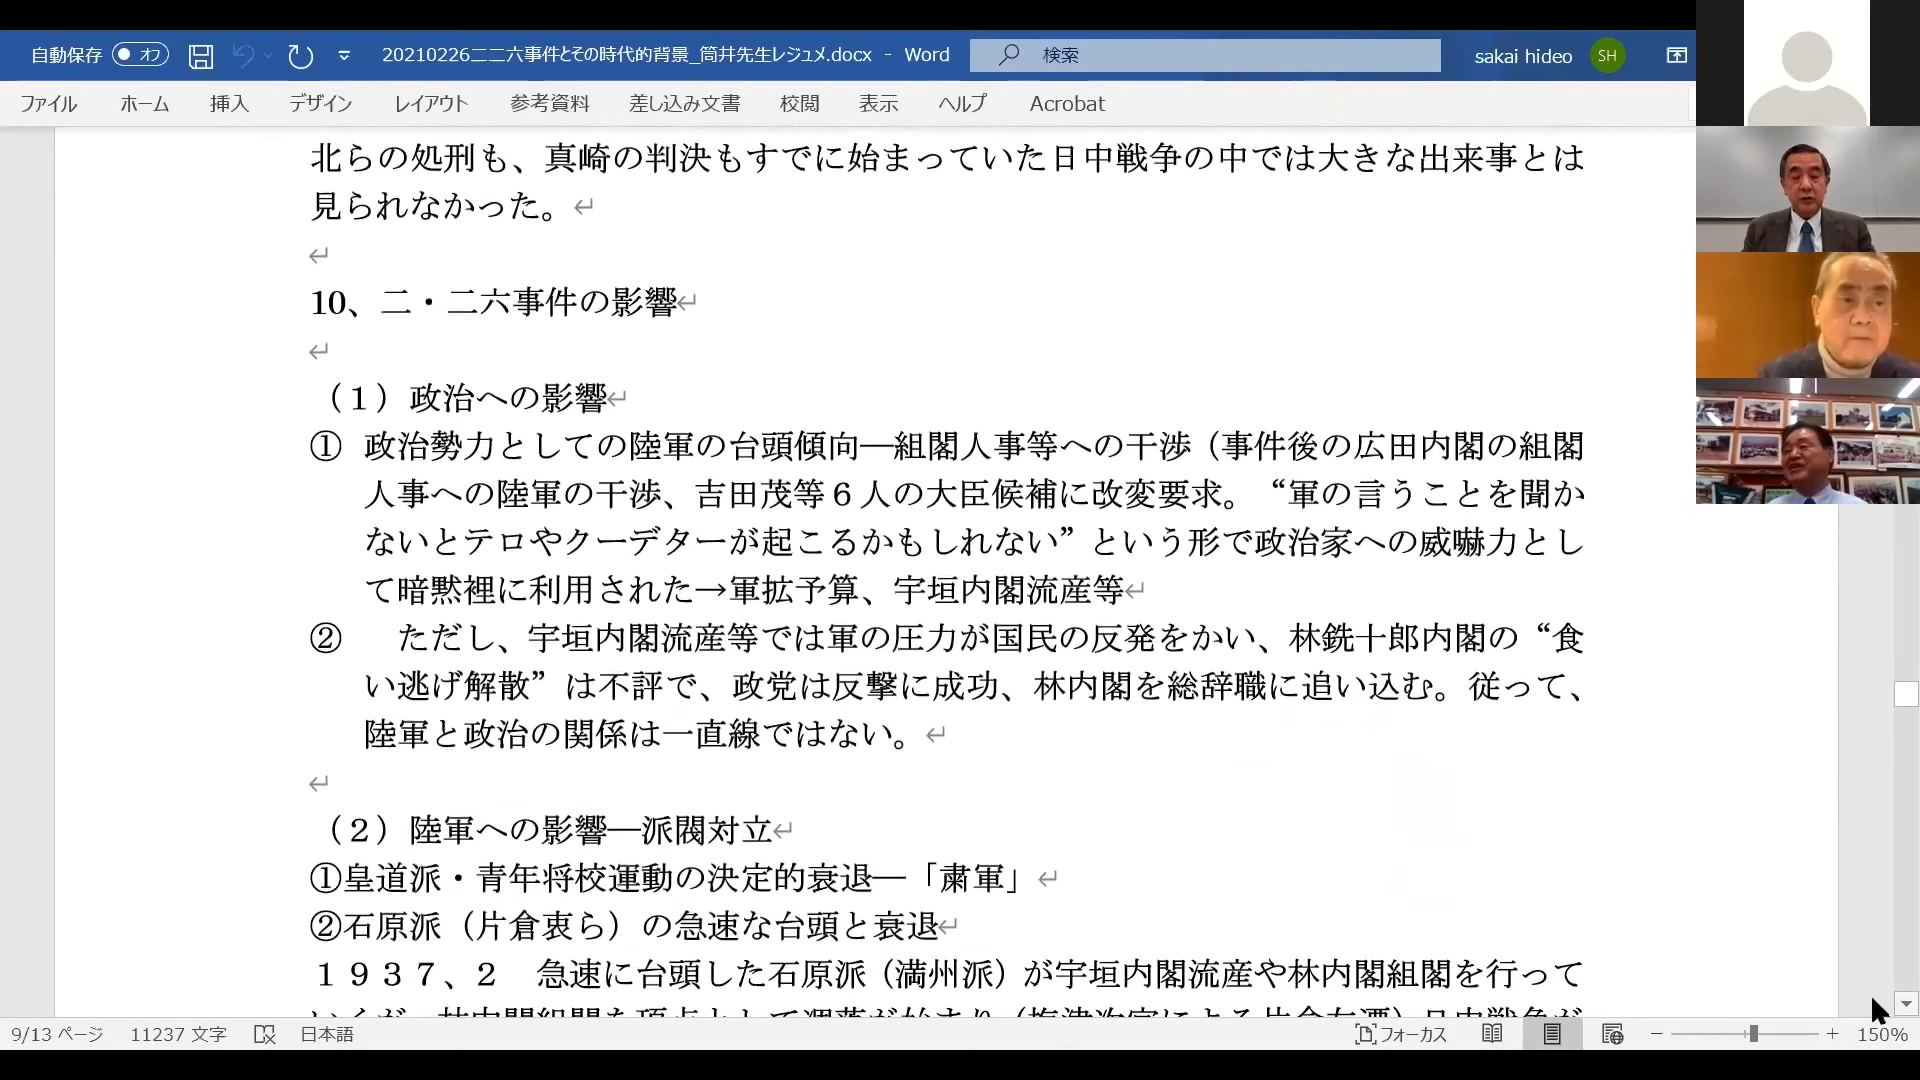 自動保存 オフ 20210226二二六事件とその時代的背景_筒井先生レジュメ.docx - Word 検索 sakai hideo SH
ファイル ホーム 挿入 デザイン レイアウト 参考資料 差し込み文書 校閲 表示 ヘルプ Acrobat
北らの処刑も、真崎の判決もすでに始まっていた日中戦争の中では大きな出来事とは
見られなかった。
10、二・二六事件の影響
（１）政治への影響
① 政治勢力としての陸軍の台頭傾向―組閣人事等への干渉（事件後の広田内閣の組閣
人事への陸軍の干渉、吉田茂等６人の大臣候補に改変要求。“軍の言うことを聞か
ないとテロやクーデターが起こるかもしれない”という形で政治家への威嚇力とし
て暗黙裡に利用された→軍拡予算、宇垣内閣流産等
② ただし、宇垣内閣流産等では軍の圧力が国民の反発をかい、林銑十郎内閣の“食
い逃げ解散”は不評で、政党は反撃に成功、林内閣を総辞職に追い込む。従って、
陸軍と政治の関係は一直線ではない。
（２）陸軍への影響―派閥対立
①皇道派・青年将校運動の決定的衰退―「粛軍」
②石原派（片倉衷ら）の急速な台頭と衰退
１９３７、２　急速に台頭した石原派（満州派）が宇垣内閣流産や林内閣組閣を行って
9/13 ページ 11237 文字 日本語 フォーカス 150%